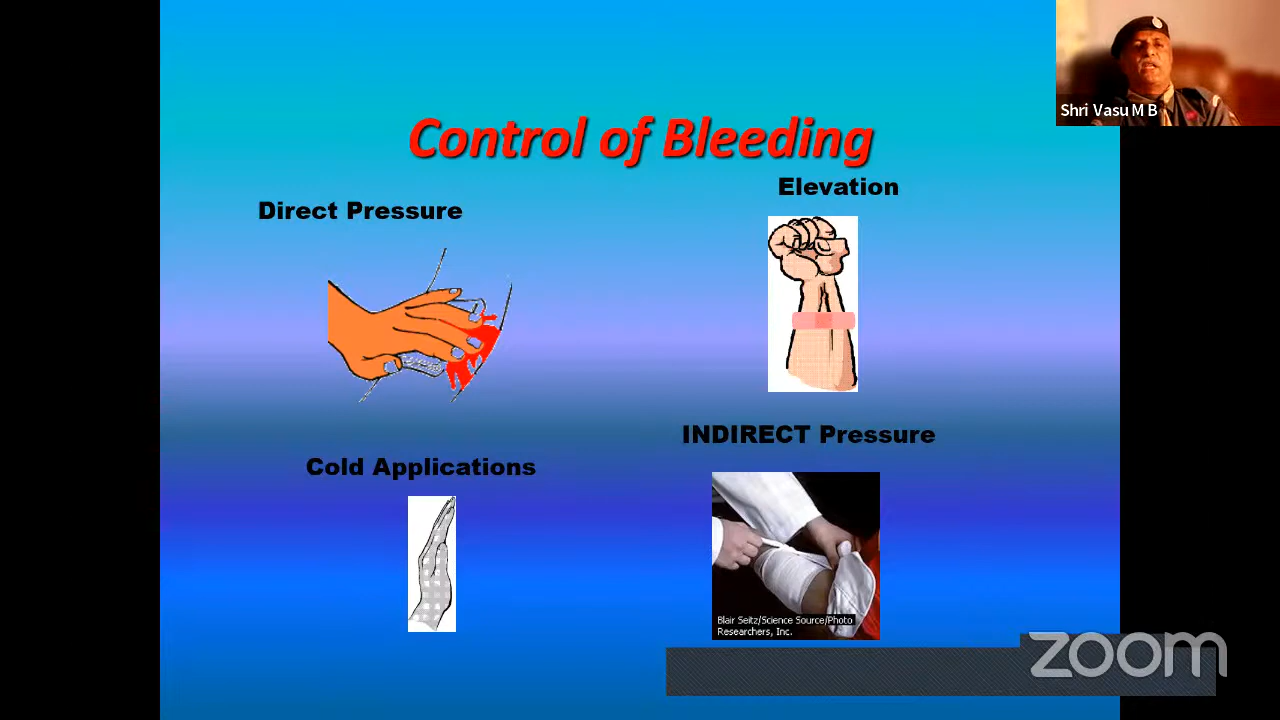 Shri Vasu M B
Control of Bleeding
Elevation
Direct Pressure
INDIRECT Pressure
Cold Applications
Blair Seitz/Science Source/Photo
Researchers, Inc.
zoom